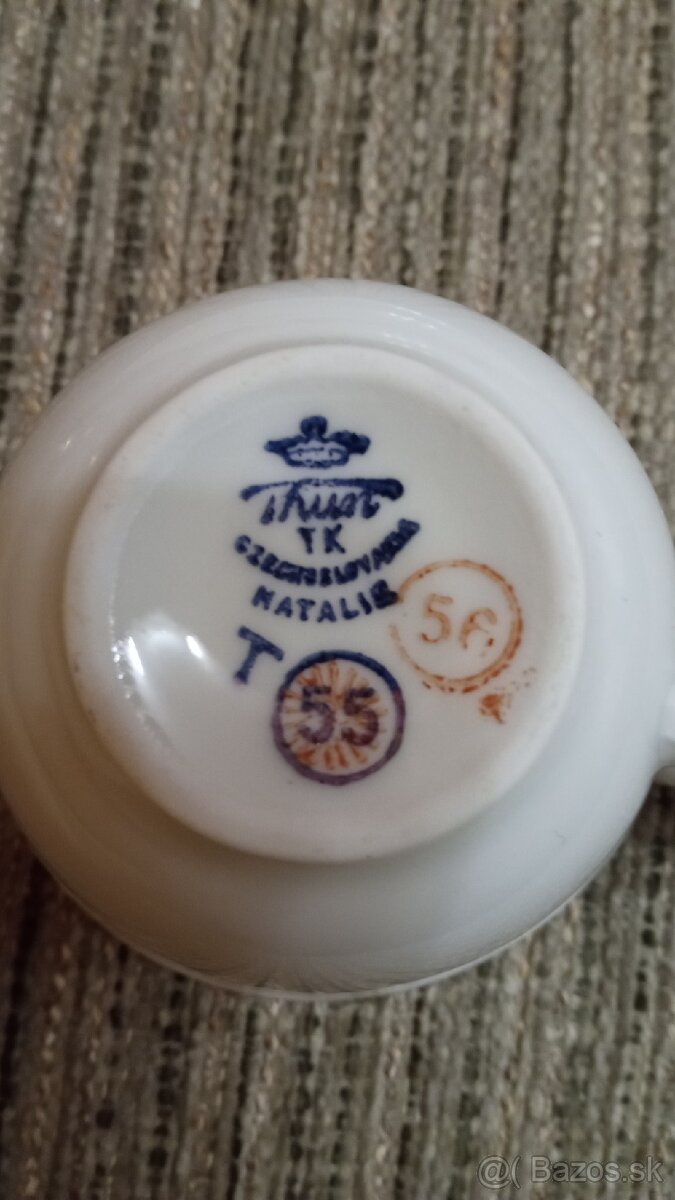 Thun
TK
CZECHOSLOVAKIA
NATALIE
56
T
55
@( Bazos.sk